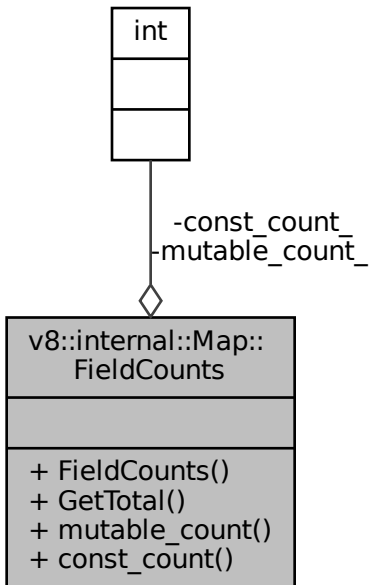 int
-const_count_
-mutable_count_
v8::internal::Map::
FieldCounts
+ FieldCounts()
+ GetTotal()
+ mutable_count()
+ const_count()